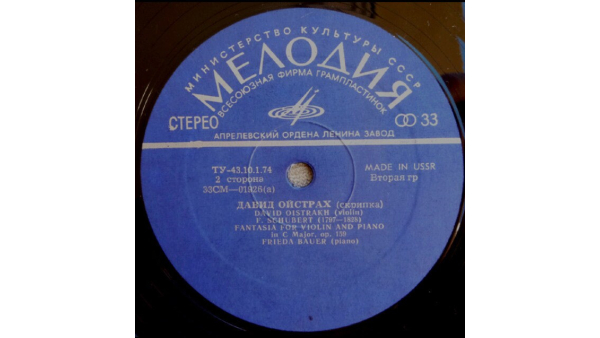 МИНИСТЕРСТВО КУЛЬТУРЫ СССР
МЕЛОДИЯ
ВСЕСОЮЗНАЯ ФИРМА ГРАМПЛАСТИНОК
СТЕРЕО
33
АПРЕЛЕВСКИЙ ОРДЕНА ЛЕНИНА ЗАВОД
ТУ-43.10.1.74
2 сторона
33СМ—01926(а)
MADE IN USSR
Вторая гр
ДАВИД ОЙСТРАХ (скрипка)
DAVID OISTRAKH (violin)
F. SCHUBERT (1797—1828)
FANTASIA FOR VIOLIN AND PIANO
in C Major, op. 159
FRIEDA BAUER (piano)